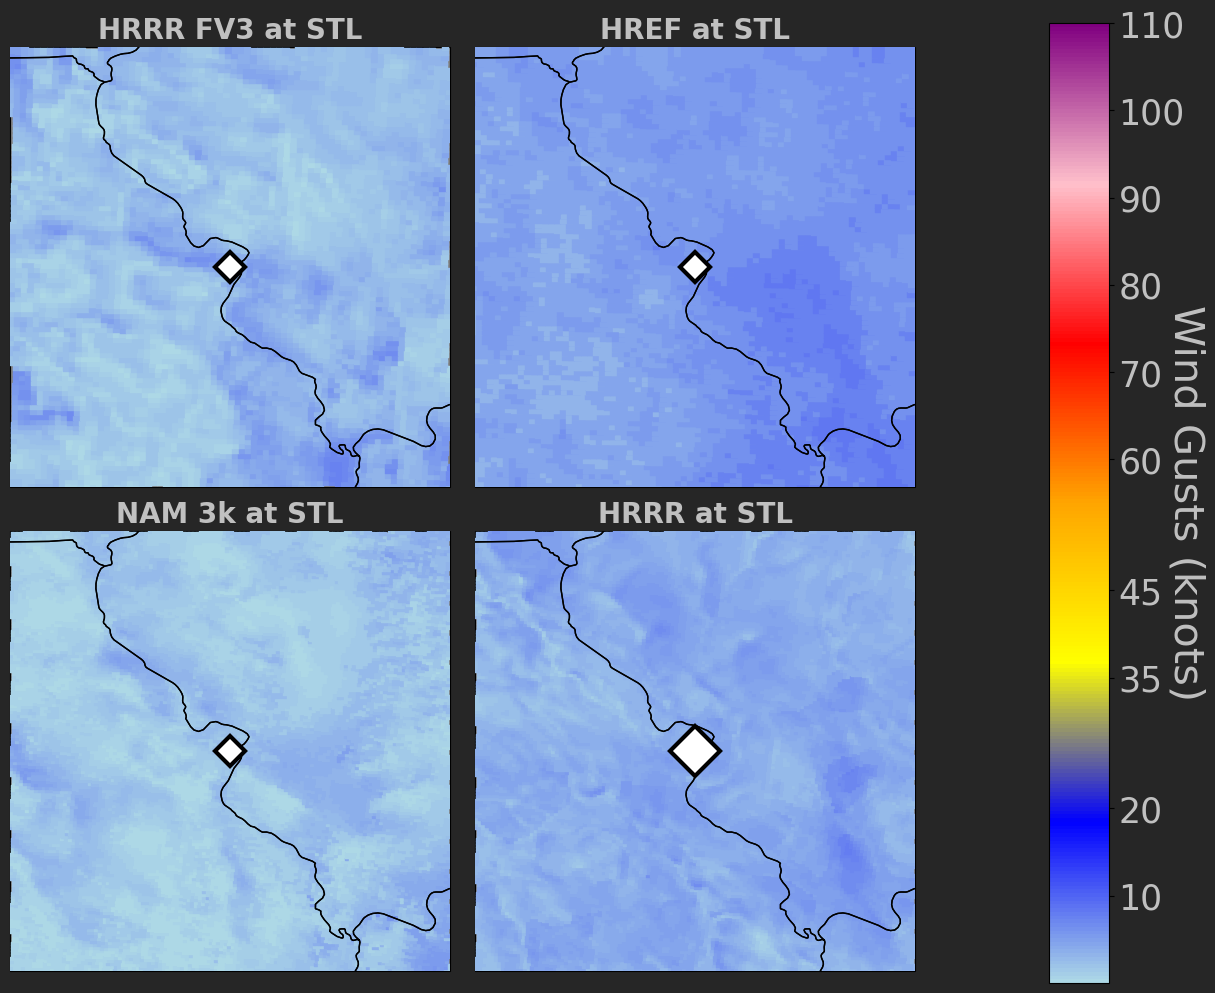 HRRR FV3 at STL
HREF at STL
NAM 3k at STL
HRRR at STL
110
100
90
80
70
60
45
35
20
10
Wind Gusts (knots)